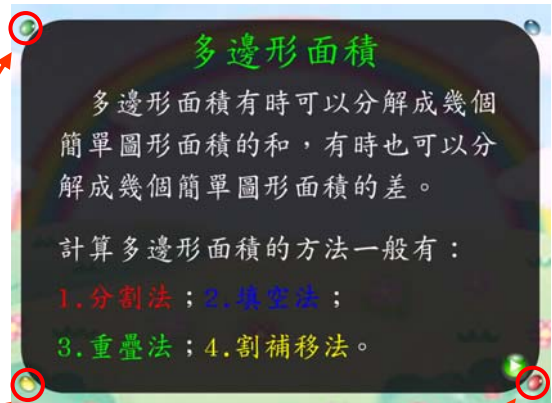 多邊形面積
多邊形面積有時可以分解成幾個
簡單圖形面積的和，有時也可以分
解成幾個簡單圖形面積的差。
計算多邊形面積的方法一般有：
1.分割法；2.填空法；
3.重疊法；4.割補移法。